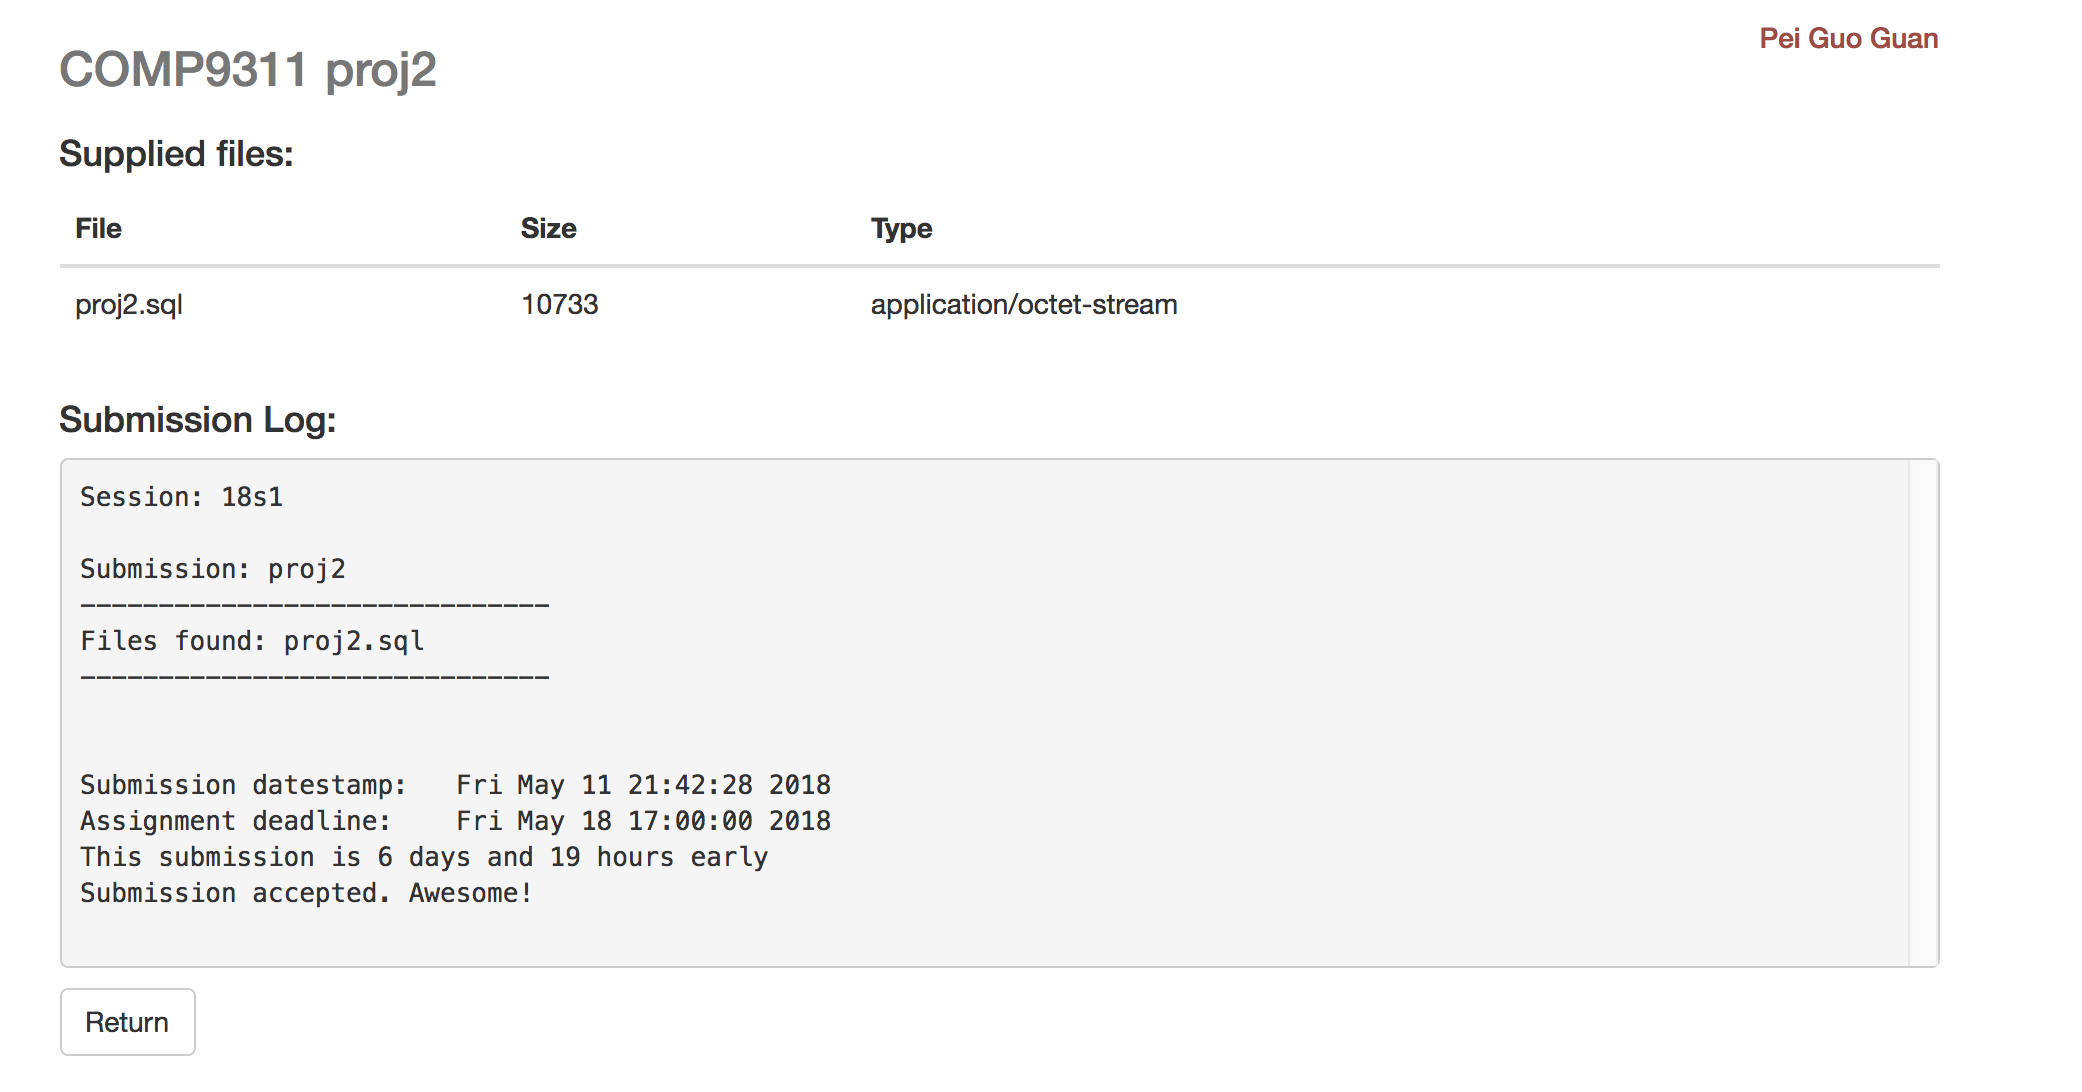 Pei Guo Guan
COMP9311 proj2
Supplied files:
File Size Type
proj2.sql 10733 application/octet-stream
Submission Log:
Session: 18s1
Submission: proj2
------------------------------
Files found: proj2.sql
------------------------------
Submission datestamp:   Fri May 11 21:42:28 2018
Assignment deadline:    Fri May 18 17:00:00 2018
This submission is 6 days and 19 hours early
Submission accepted. Awesome!
Return